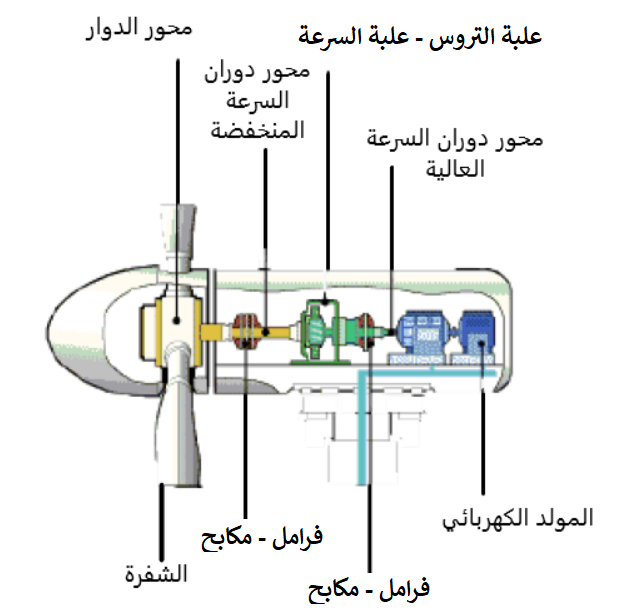 محور الدوار
علبة التروس - علبة السرعة
محور دوران
السرعة
المنخفضة
محور دوران السرعة
العالية
المولد الكهربائي
فرامل - مكابح
الشفرة
فرامل - مكابح